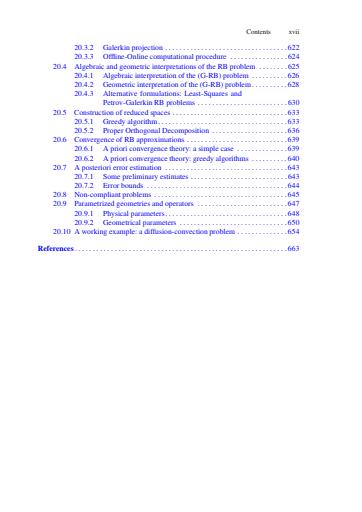 Contents xvii
20.3.2 Galerkin projection . . . . . . . . . . . . . . . . . . . . . . . . . . . . . . . . . . . 622
20.3.3 Offline-Online computational procedure . . . . . . . . . . . . . . . . 624
20.4 Algebraic and geometric interpretations of the RB problem . . . . . . . . 625
20.4.1 Algebraic interpretation of the (G-RB) problem . . . . . . . . . . 626
20.4.2 Geometric interpretation of the (G-RB) problem . . . . . . . . . . 628
20.4.3 Alternative formulations: Least-Squares and
Petrov-Galerkin RB problems . . . . . . . . . . . . . . . . . . . . . . . . . . 630
20.5 Construction of reduced spaces . . . . . . . . . . . . . . . . . . . . . . . . . . . . . . . . 633
20.5.1 Greedy algorithm . . . . . . . . . . . . . . . . . . . . . . . . . . . . . . . . . . . . 633
20.5.2 Proper Orthogonal Decomposition . . . . . . . . . . . . . . . . . . . . . 636
20.6 Convergence of RB approximations . . . . . . . . . . . . . . . . . . . . . . . . . . . . 639
20.6.1 A priori convergence theory: a simple case . . . . . . . . . . . . . . 639
20.6.2 A priori convergence theory: greedy algorithms . . . . . . . . . . 640
20.7 A posteriori error estimation . . . . . . . . . . . . . . . . . . . . . . . . . . . . . . . . . . 643
20.7.1 Some preliminary estimates . . . . . . . . . . . . . . . . . . . . . . . . . . . 643
20.7.2 Error bounds . . . . . . . . . . . . . . . . . . . . . . . . . . . . . . . . . . . . . . . . 644
20.8 Non-compliant problems . . . . . . . . . . . . . . . . . . . . . . . . . . . . . . . . . . . . . 645
20.9 Parametrized geometries and operators . . . . . . . . . . . . . . . . . . . . . . . . . 647
20.9.1 Physical parameters . . . . . . . . . . . . . . . . . . . . . . . . . . . . . . . . . . 648
20.9.2 Geometrical parameters . . . . . . . . . . . . . . . . . . . . . . . . . . . . . . . 650
20.10 A working example: a diffusion-convection problem . . . . . . . . . . . . . . 654
References . . . . . . . . . . . . . . . . . . . . . . . . . . . . . . . . . . . . . . . . . . . . . . . . . . . . . . . . . . 663